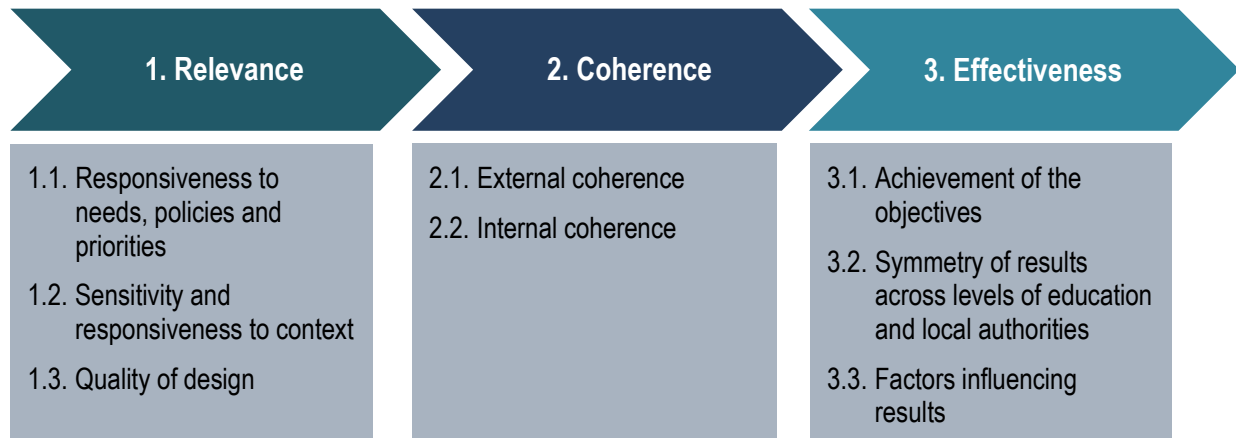 1. Relevance
1.1. Responsiveness to
needs, policies and
priorities
1.2. Sensitivity and
responsiveness to context
1.3. Quality of design
2. Coherence
2.1. External coherence
2.2. Internal coherence
3. Effectiveness
3.1. Achievement of the
objectives
3.2. Symmetry of results
across levels of education
and local authorities
3.3. Factors influencing
results